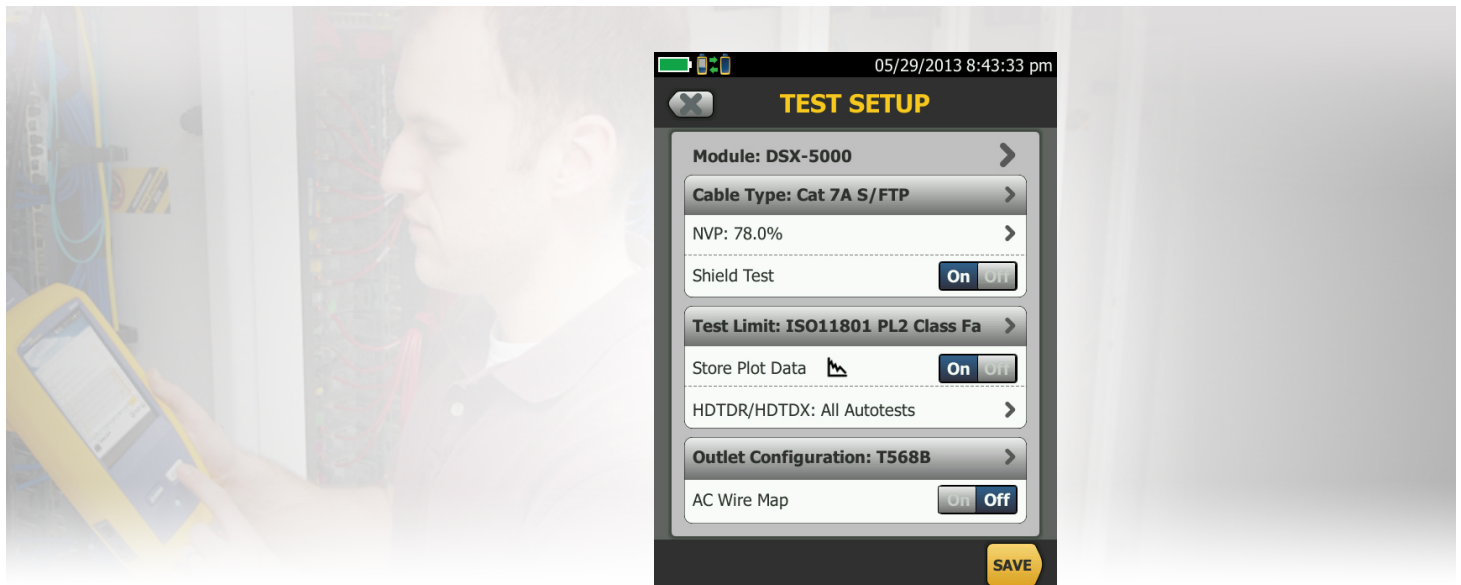 05/29/2013 8:43:33 pm
TEST SETUP
Module: DSX-5000
Cable Type: Cat 7A S/FTP
NVP: 78.0%
Shield Test On Off
Test Limit: ISO11801 PL2 Class Fa
Store Plot Data On Off
HDTDR/HDTDX: All Autotests
Outlet Configuration: T568B
AC Wire Map On Off
SAVE